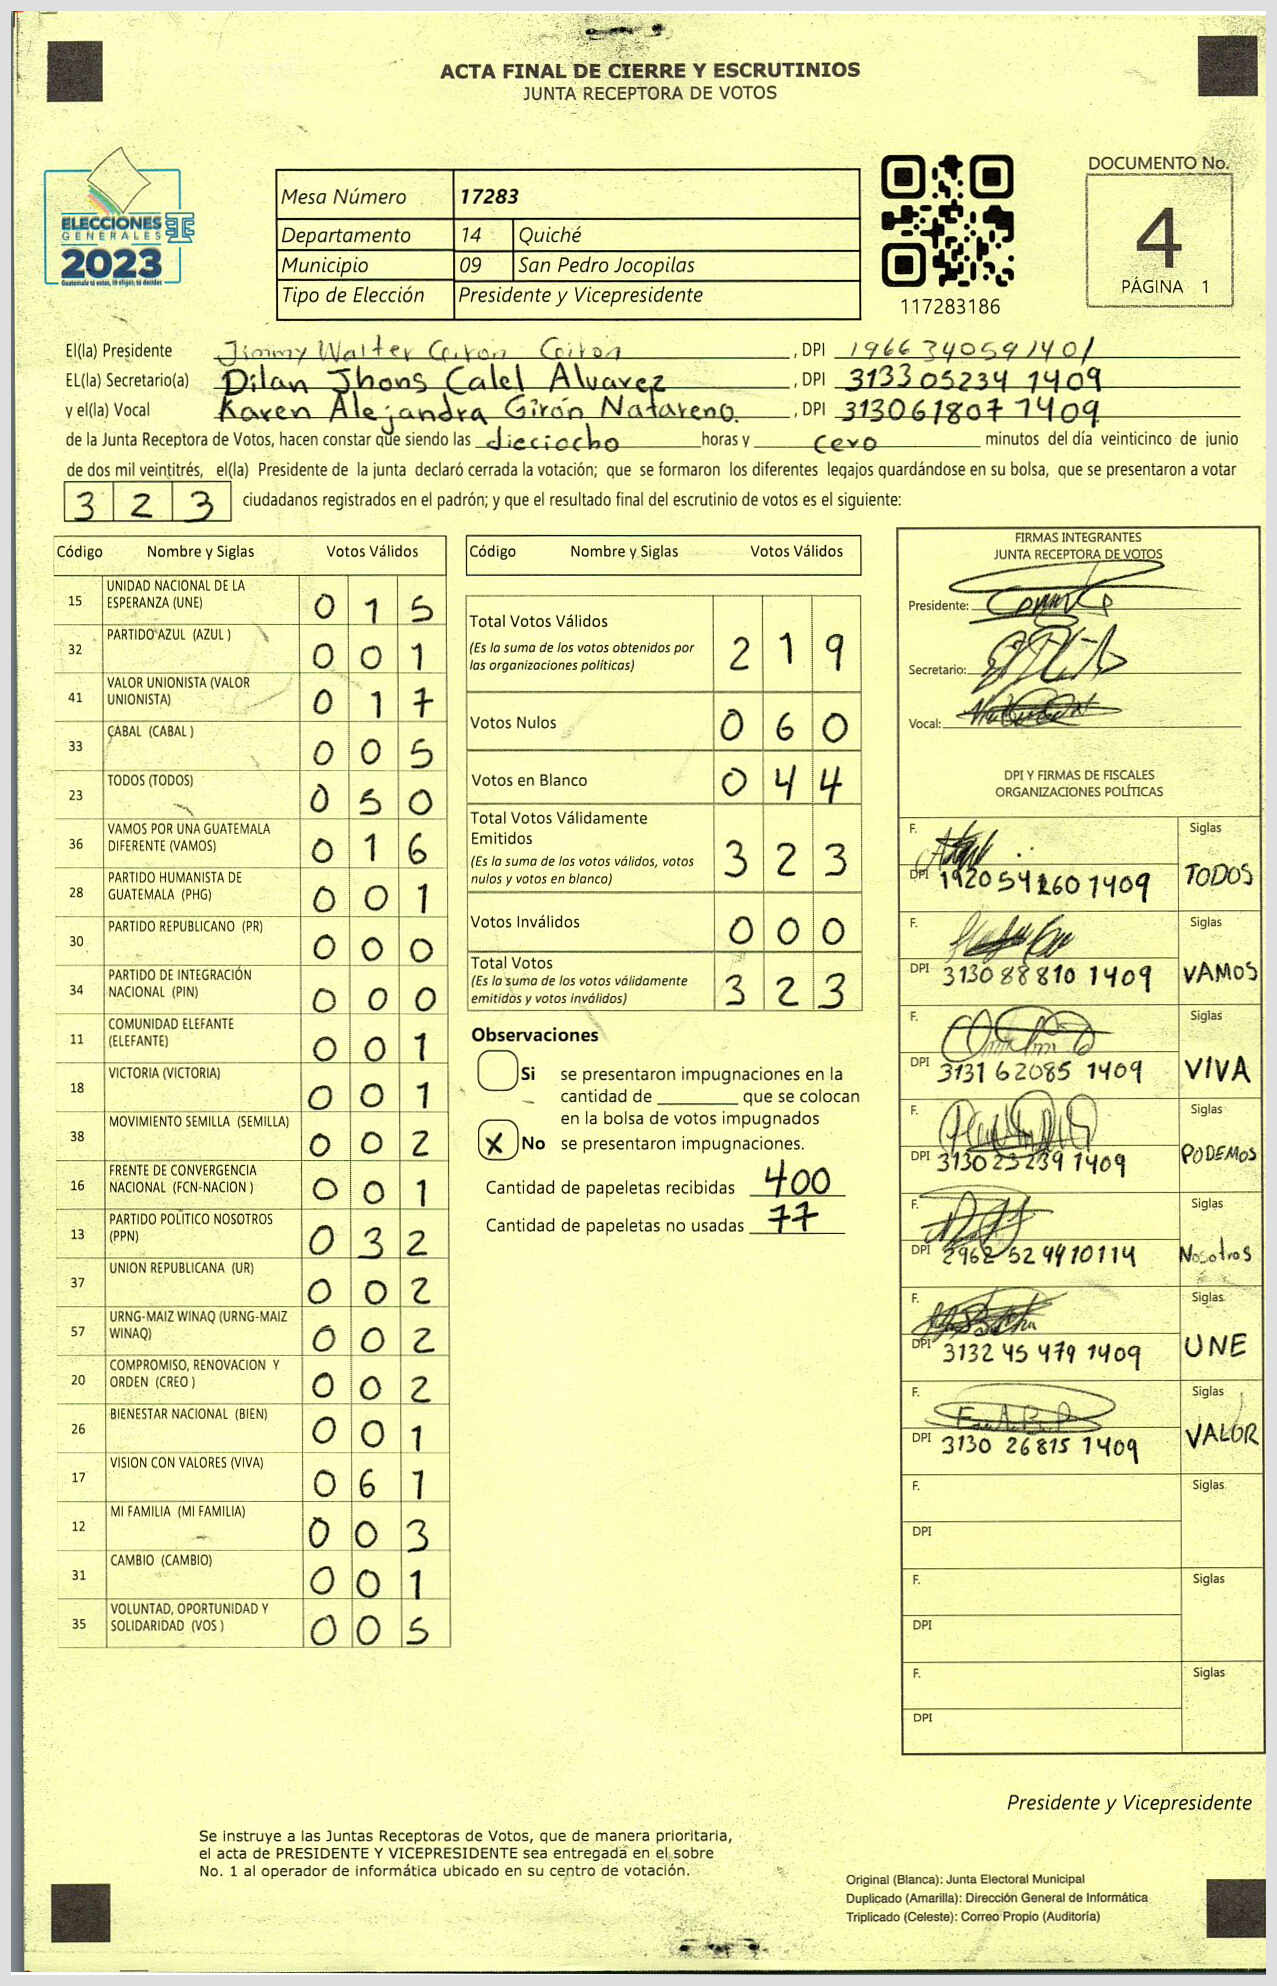 ACTA FINAL DE CIERRE Y ESCRUTINIOS
JUNTA RECEPTORA DE VOTOS
ELECCIONES
GENERALES
2023
Guatemala tú estás, tú eliges, tú decides
Mesa Número 17283
Departamento 14 Quiché
Municipio 09 San Pedro Jocopilas
Tipo de Elección Presidente y Vicepresidente
117283186
DOCUMENTO No.
4
PÁGINA 1
El(la) Presidente Jimmy Walter , DPI 1966340591401
EL(la) Secretario(a) Dilan Jhons Calel Alvarez , DPI 3133 05234 1409
y el(la) Vocal Karen Alejandra Girón Natareno. , DPI 313061807 1409
de la Junta Receptora de Votos, hacen constar que siendo las dieciocho horas y cero minutos del día veinticinco de junio
de dos mil veintitrés, el(la) Presidente de la junta declaró cerrada la votación; que se formaron los diferentes legajos quardándose en su bolsa, que se presentaron a votar
3 2 3 ciudadanos registrados en el padrón; y que el resultado final del escrutinio de votos es el siguiente:
Código Nombre y Siglas Votos Válidos
15 UNIDAD NACIONAL DE LA ESPERANZA (UNE) 0 1 5
32 PARTIDO AZUL (AZUL ) 0 0 1
41 VALOR UNIONISTA (VALOR UNIONISTA) 0 1 7
33 CABAL (CABAL ) 0 0 5
23 TODOS (TODOS) 0 5 0
36 VAMOS POR UNA GUATEMALA DIFERENTE (VAMOS) 0 1 6
28 PARTIDO HUMANISTA DE GUATEMALA (PHG) 0 0 1
30 PARTIDO REPUBLICANO (PR) 0 0 0
34 PARTIDO DE INTEGRACIÓN NACIONAL (PIN) 0 0 0
11 COMUNIDAD ELEFANTE (ELEFANTE) 0 0 1
18 VICTORIA (VICTORIA) 0 0 1
38 MOVIMIENTO SEMILLA (SEMILLA) 0 0 2
16 FRENTE DE CONVERGENCIA NACIONAL (FCN-NACION ) 0 0 1
13 PARTIDO POLÍTICO NOSOTROS (PPN) 0 3 2
37 UNION REPUBLICANA (UR) 0 0 2
57 URNG-MAIZ WINAQ (URNG-MAIZ WINAQ) 0 0 2
20 COMPROMISO, RENOVACION Y ORDEN (CREO ) 0 0 2
26 BIENESTAR NACIONAL (BIEN) 0 0 1
17 VISION CON VALORES (VIVA) 0 6 1
12 MI FAMILIA (MI FAMILIA) 0 0 3
31 CAMBIO (CAMBIO) 0 0 1
35 VOLUNTAD, OPORTUNIDAD Y SOLIDARIDAD (VOS ) 0 0 5
Código Nombre y Siglas Votos Válidos
Total Votos Válidos 2 1 9
(Es la suma de los votos obtenidos por
las organizaciones políticas)
Votos Nulos 0 6 0
Votos en Blanco 0 4 4
Total Votos Válidamente
Emitidos 3 2 3
(Es la suma de los votos válidos, votos
nulos y votos en blanco)
Votos Inválidos 0 0 0
Total Votos 3 2 3
(Es la suma de los votos válidamente
emitidos y votos inválidos)
Observaciones
Si se presentaron impugnaciones en la
cantidad de ________ que se colocan
en la bolsa de votos impugnados
X No se presentaron impugnaciones.
Cantidad de papeletas recibidas 400
Cantidad de papeletas no usadas 77
FIRMAS INTEGRANTES
JUNTA RECEPTORA DE VOTOS
Presidente:
Secretario:
Vocal:
DPI Y FIRMAS DE FISCALES
ORGANIZACIONES POLÍTICAS
F. Siglas
DPI 1920 54260 1409 TODOS
F. Siglas
DPI 3130 88810 1409 VAMOS
F. Siglas
DPI 3131 62085 1409 VIVA
F. Siglas
DPI 3130 23239 1409 PODEMOS
F. Siglas
DPI 2962 52 9910114 Nosotros
F. Siglas
DPI 3132 45 479 1409 UNE
F. Siglas
DPI 3130 26815 1409 VALOR
F. Siglas
DPI
F. Siglas
DPI
F. Siglas
DPI
Presidente y Vicepresidente
Se instruye a las Juntas Receptoras de Votos, que de manera prioritaria,
el acta de PRESIDENTE Y VICEPRESIDENTE sea entregada en el sobre
No. 1 al operador de informática ubicado en su centro de votación.
Original (Blanca): Junta Electoral Municipal
Duplicado (Amarilla): Dirección General de Informática
Triplicado (Celeste): Correo Propio (Auditoría)